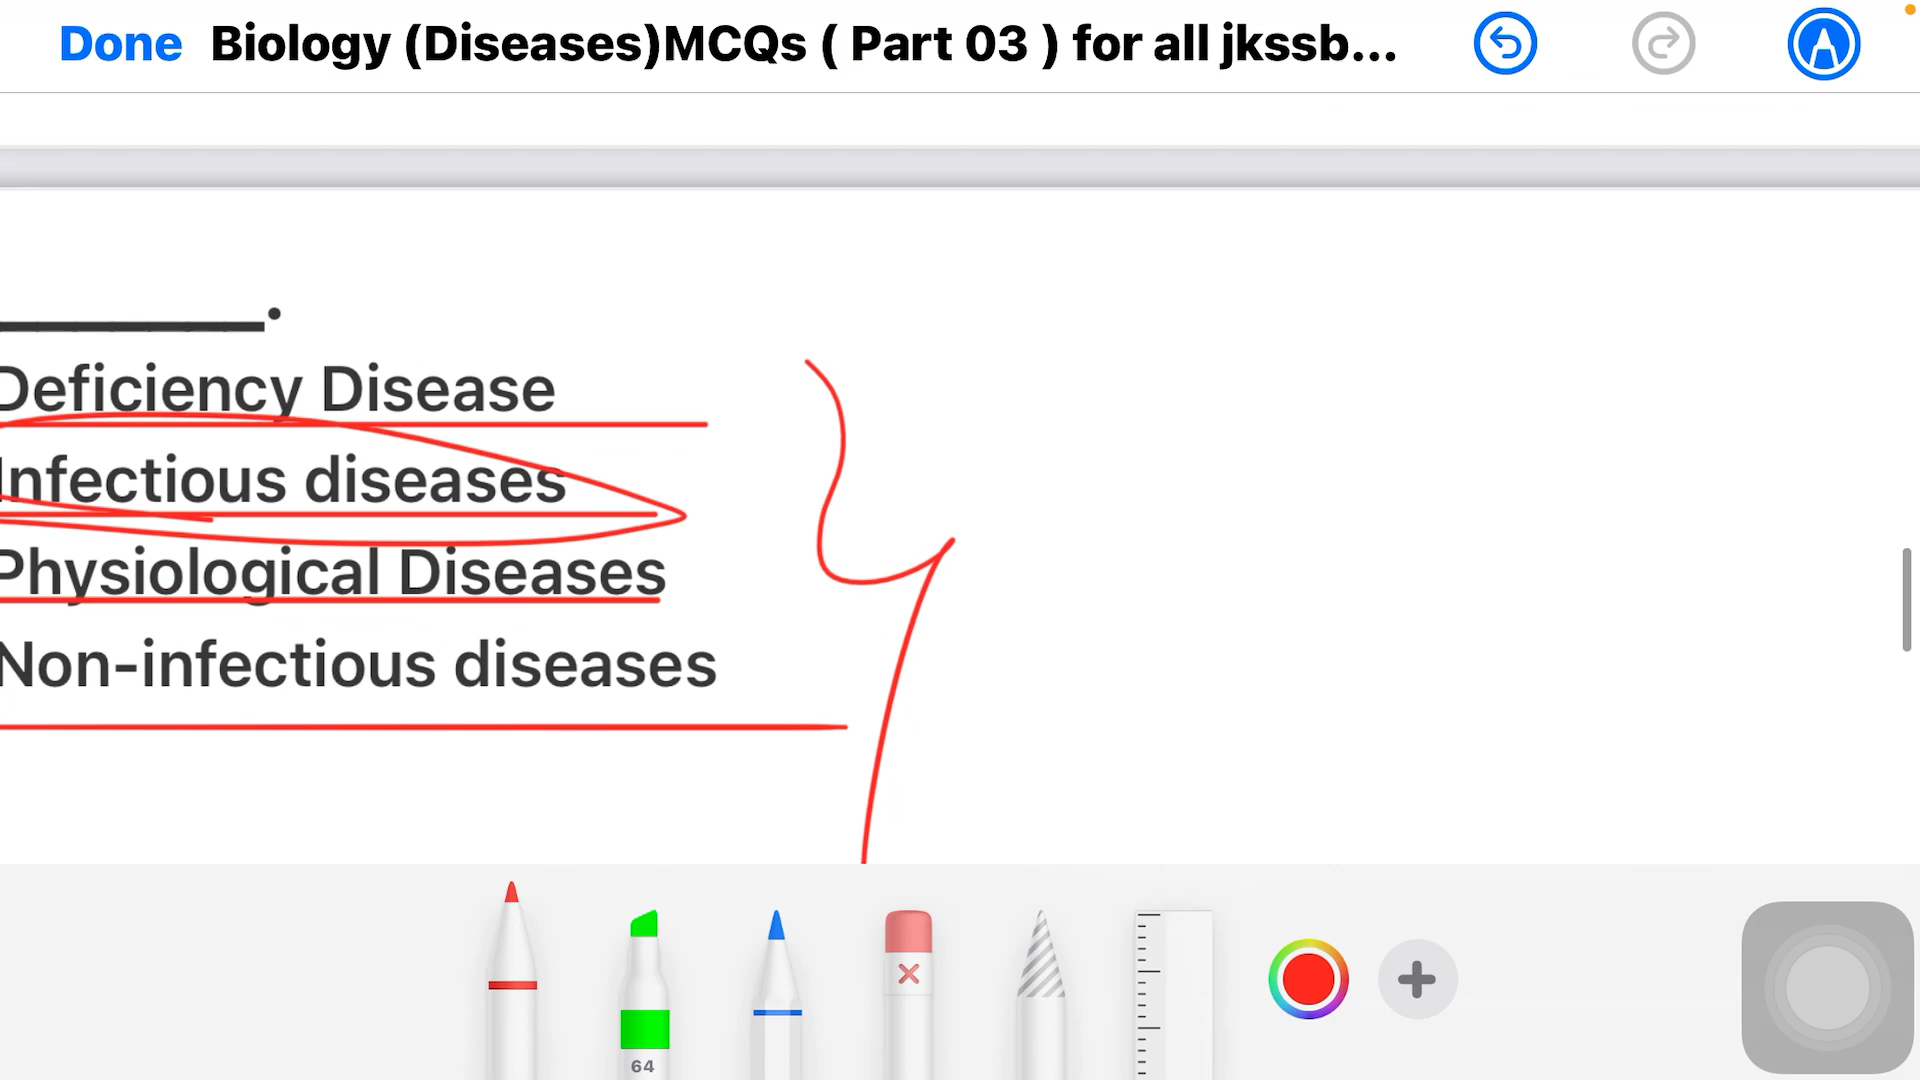 Done Biology (Diseases)MCQs ( Part 03 ) for all jkssb...
_______.
Deficiency Disease
Infectious diseases
Physiological Diseases
Non-infectious diseases
64